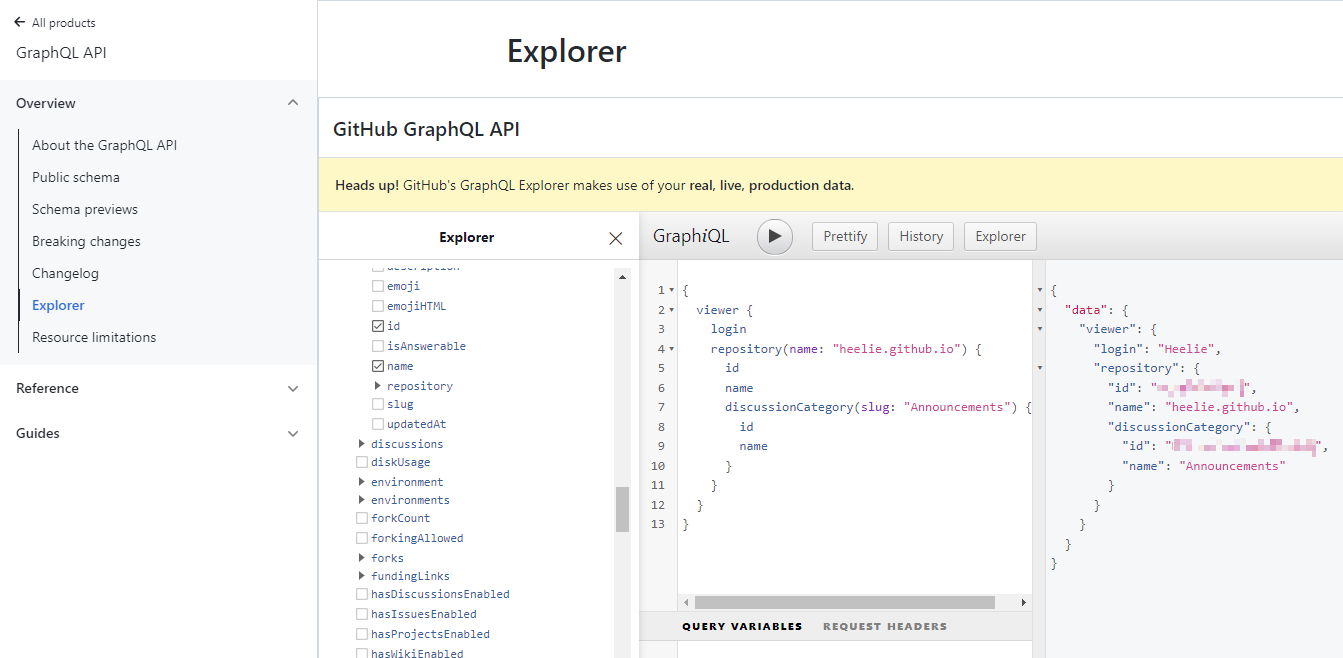 All products
GraphQL API
Overview
About the GraphQL API
Public schema
Schema previews
Breaking changes
Changelog
Explorer
Resource limitations
Reference
Guides
Explorer
GitHub GraphQL API
Heads up! GitHub's GraphQL Explorer makes use of your real, live, production data.
Explorer
description
emoji
emojiHTML
id
isAnswerable
name
repository
slug
updatedAt
discussions
diskUsage
environment
environments
forkCount
forkingAllowed
forks
fundingLinks
hasDiscussionsEnabled
hasIssuesEnabled
hasProjectsEnabled
hasWikiEnabled
GraphiQL
Prettify
History
Explorer
1 {
2 viewer {
3 login
4 repository(name: "heelie.github.io") {
5 id
6 name
7 discussionCategory(slug: "Announcements") {
8 id
9 name
10 }
11 }
12 }
13 }
QUERY VARIABLES
REQUEST HEADERS
{
"data": {
"viewer": {
"login": "Heelie",
"repository": {
"id": "",
"name": "heelie.github.io",
"discussionCategory": {
"id": "",
"name": "Announcements"
}
}
}
}
}